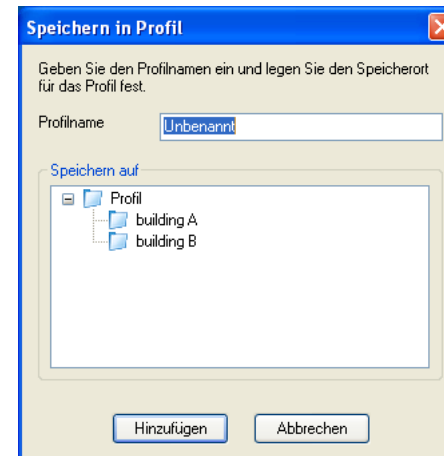 Speichern in Profil
Geben Sie den Profilnamen ein und legen Sie den Speicherort
für das Profil fest.
Profilname Unbenannt
Speichern auf
Profil
building A
building B
Hinzufügen Abbrechen